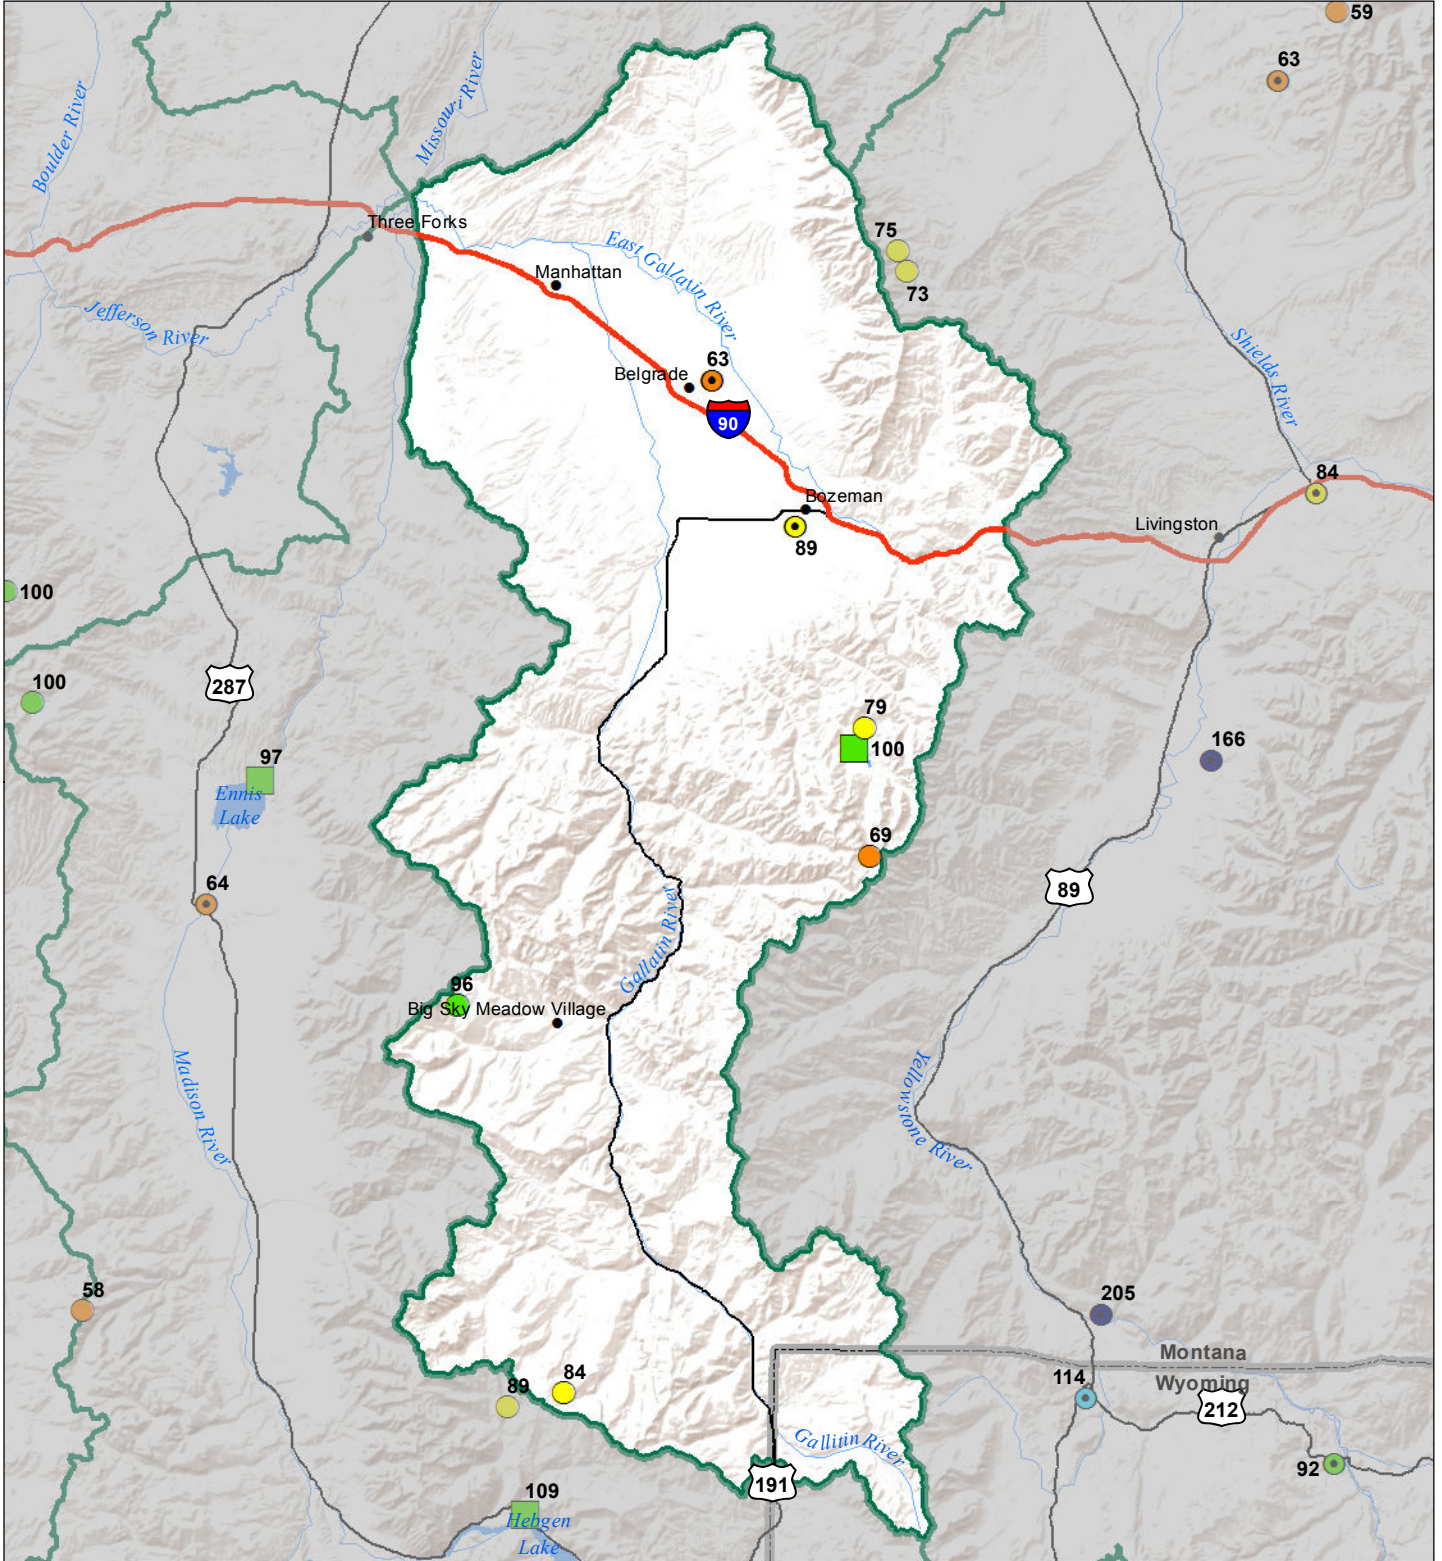 59
63
Boulder River
Missouri River
Three Forks
75
73
East Gallatin River
Manhattan
Jefferson River
Shields River
63
Belgrade
90
84
Bozeman
Livingston
89
100
100
287
79
100
166
97
Ennis
Lake
69
64
89
Gallatin River
96
Big Sky Meadow Village
Madison River
Yellowstone River
58
205
Montana
Wyoming
114
212
89
84
Gallitin River
92
191
109
Hebgen
Lake